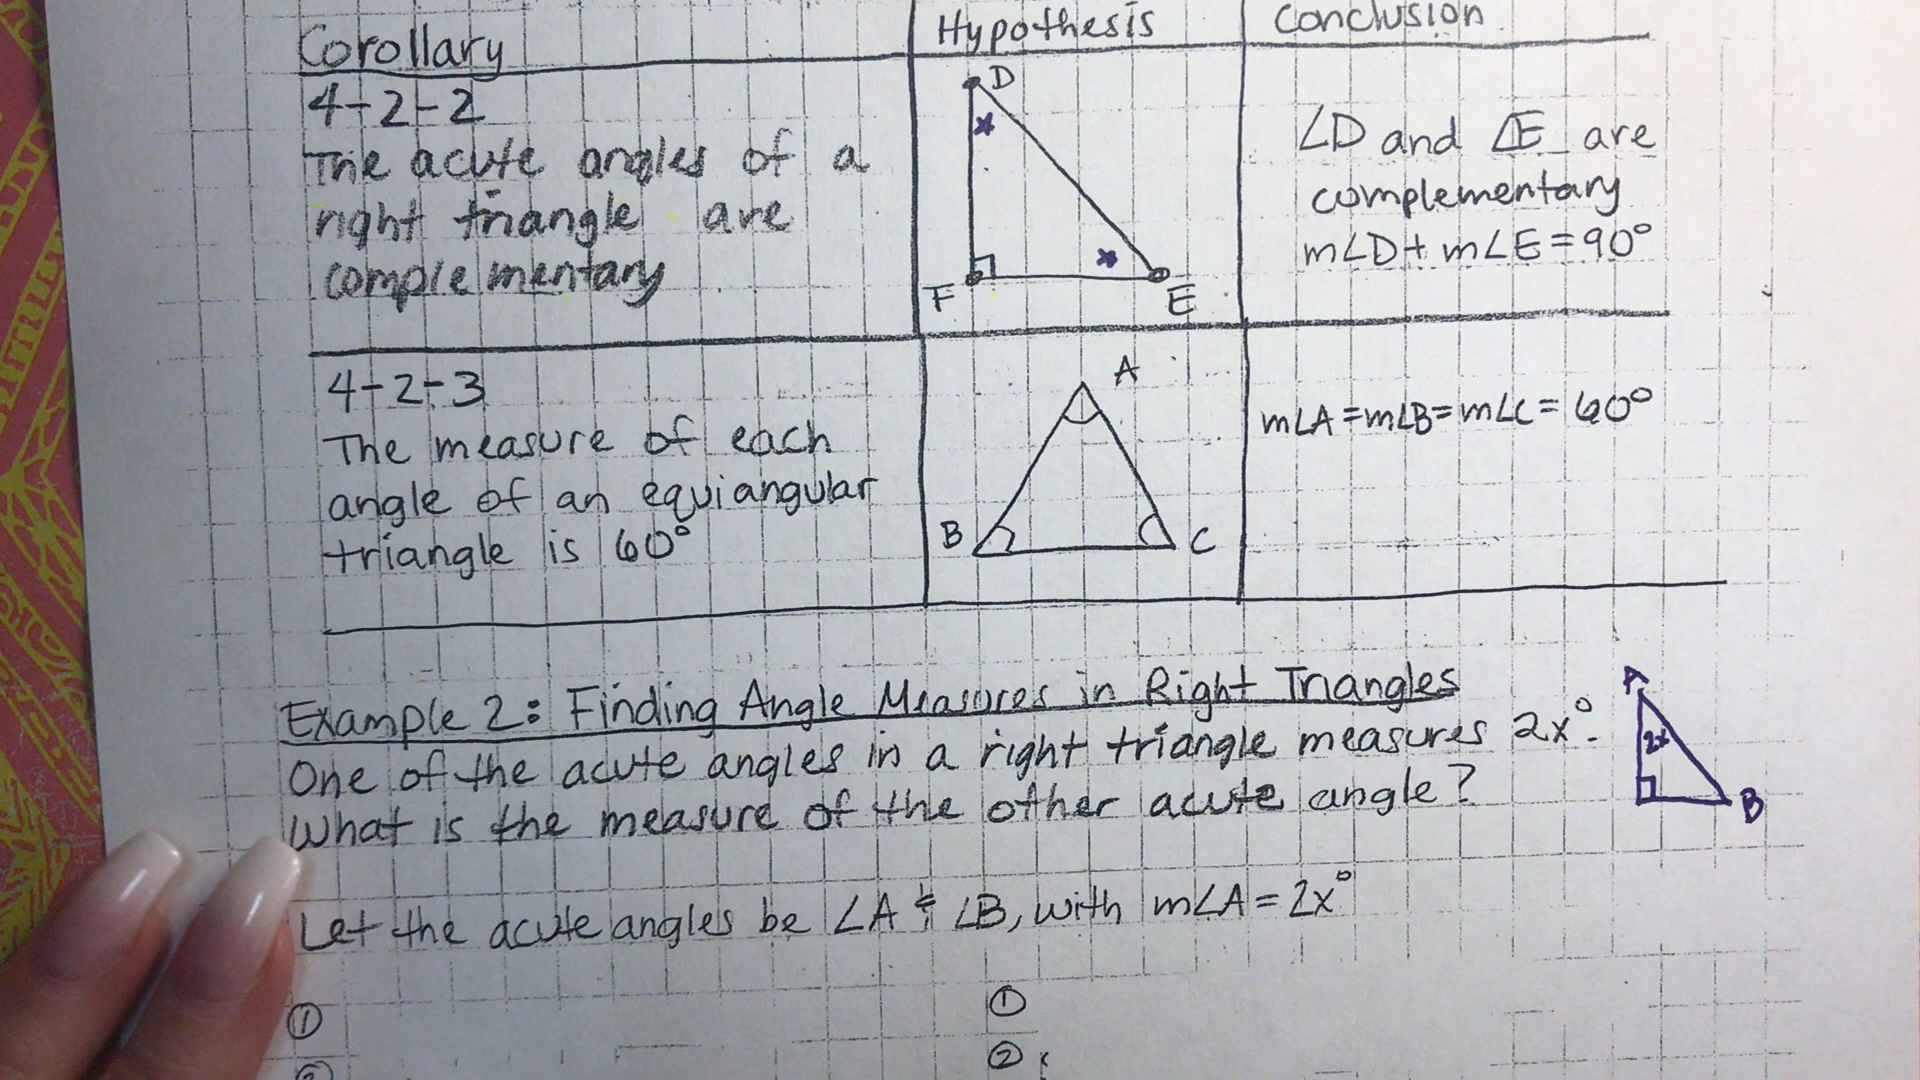 Corollary
Hypothesis
Conclusion
4-2-2
The acute angles of a
right triangle are
complementary
D
F
E
∠D and ∠E are
complementary
m∠D + m∠E = 90°
4-2-3
The measure of each
angle of an equiangular
triangle is 60°
A
B
C
m∠A = m∠B = m∠C = 60°
Example 2: Finding Angle Measures in Right Triangles
One of the acute angles in a right triangle measures 2x°.
What is the measure of the other acute angle?
A
2x
B
Let the acute angles be ∠A & ∠B, with m∠A = 2x°
①
①
②